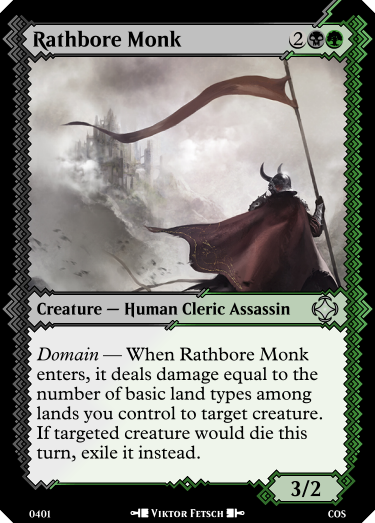 Rathbore Monk 2
Creature — Human Cleric Assassin
Domain — When Rathbore Monk
enters, it deals damage equal to the
number of basic land types among
lands you control to target creature.
If targeted creature would die this
turn, exile it instead.
3/2
0401 Viktor Fetsch COS